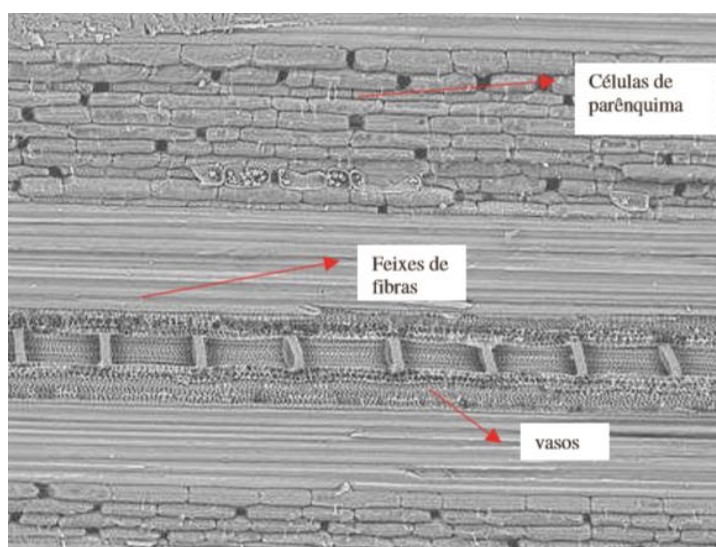 Células de
parênquima
Feixes de
fibras
vasos